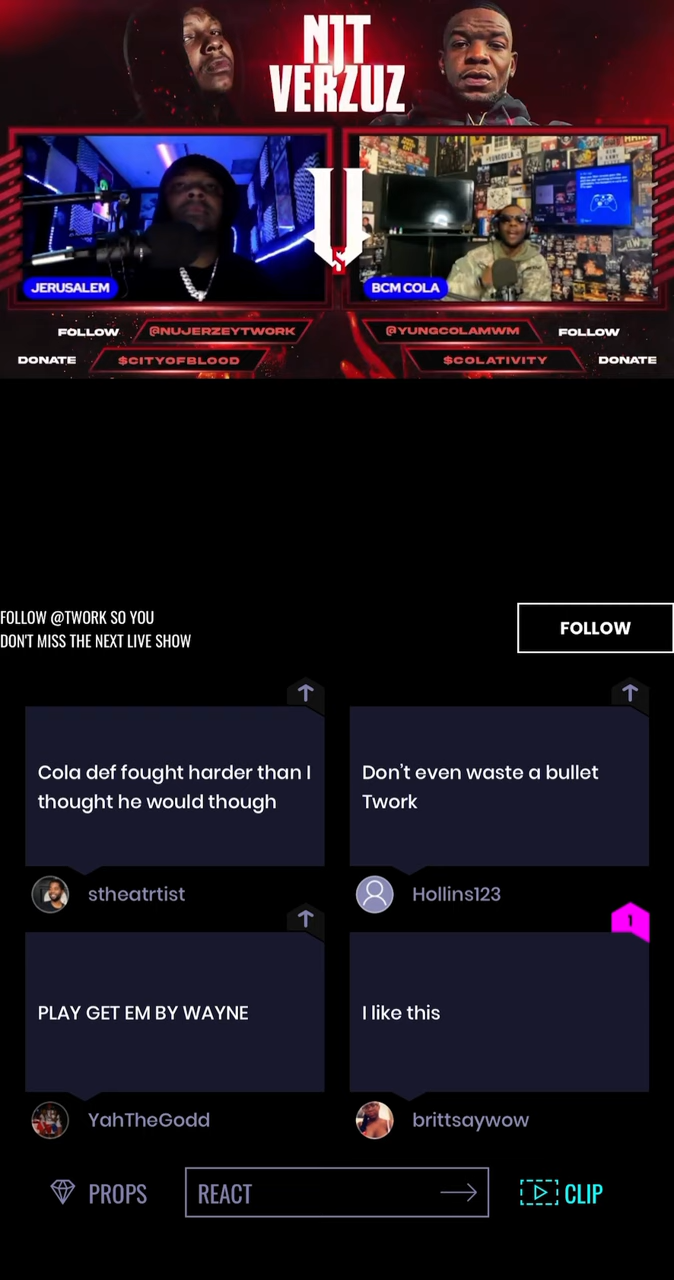 NJT
VERZUZ
JERUSALEM
BCM COLA
FOLLOW @NUJERZEYTWORK
@YUNGCOLAMWM FOLLOW
DONATE $CITYOFBLOOD
$COLATIVITY DONATE
FOLLOW @TWORK SO YOU
DON'T MISS THE NEXT LIVE SHOW
FOLLOW
Cola def fought harder than I
thought he would though
stheatrtist
Don't even waste a bullet
Twork
Hollins123
PLAY GET EM BY WAYNE
YahTheGodd
1
I like this
brittsaywow
PROPS
REACT
CLIP